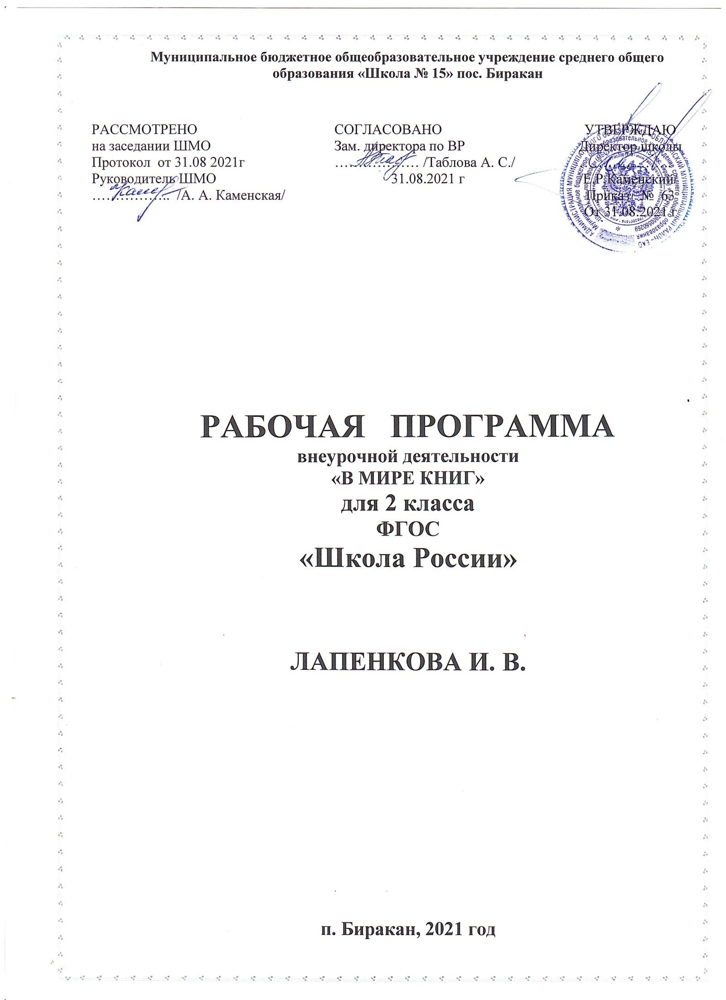 Муниципальное бюджетное общеобразовательное учреждение среднего общего
образования «Школа № 15» пос. Биракан
РАССМОТРЕНО
на заседании ШМО
Протокол от 31.08 2021г
Руководитель ШМО
……………... /А. А. Каменская/
СОГЛАСОВАНО
Зам. директора по ВР
……………… /Таблова А. С./
31.08.2021 г
УТВЕРЖДАЮ
Директор школы
/Е.Р.Каменский/
Приказ № 63
От 31.08.2021 г
РАБОЧАЯ ПРОГРАММА
внеурочной деятельности
«В МИРЕ КНИГ»
для 2 класса
ФГОС
«Школа России»
ЛАПЕНКОВА И. В.
п. Биракан, 2021 год